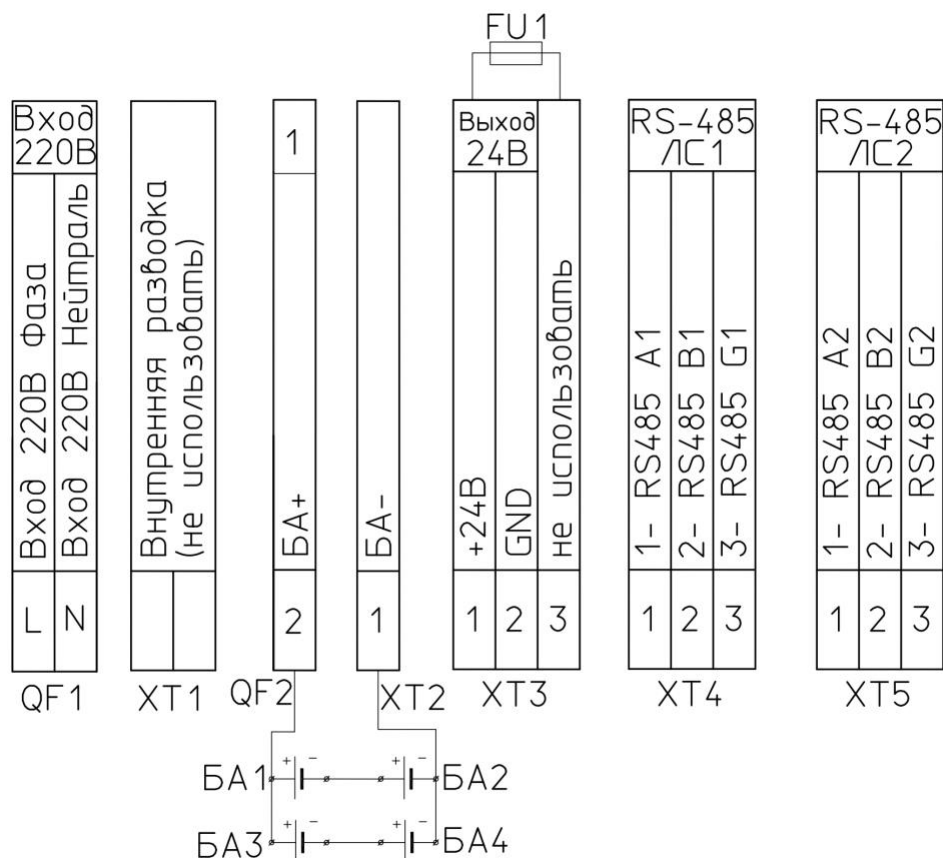 FU1
Вход
220В
Вход 220В Фаза
Вход 220В Нейтраль
L
N
QF1
Внутренняя разводка
(не использовать)
XT1
1
БА+
2
QF2
БА-
1
XT2
Выход
24В
+24В
GND
не использовать
1
2
3
XT3
RS-485
ЛС1
1- RS485 A1
2- RS485 B1
3- RS485 G1
1
2
3
XT4
RS-485
ЛС2
1- RS485 A2
2- RS485 B2
3- RS485 G2
1
2
3
XT5
БА1
+ -
+ -
БА2
БА3
+ -
+ -
БА4